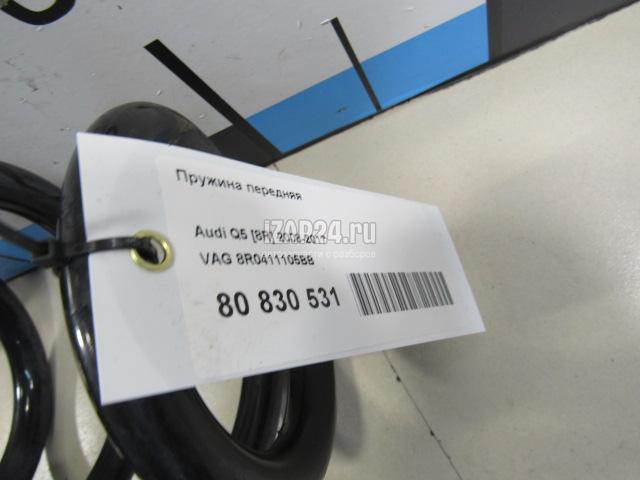 Пружина передняя
Audi Q5 [8R] 2008-2017
iZAP24.ru
VAG 8R0411105BB
80 830 531